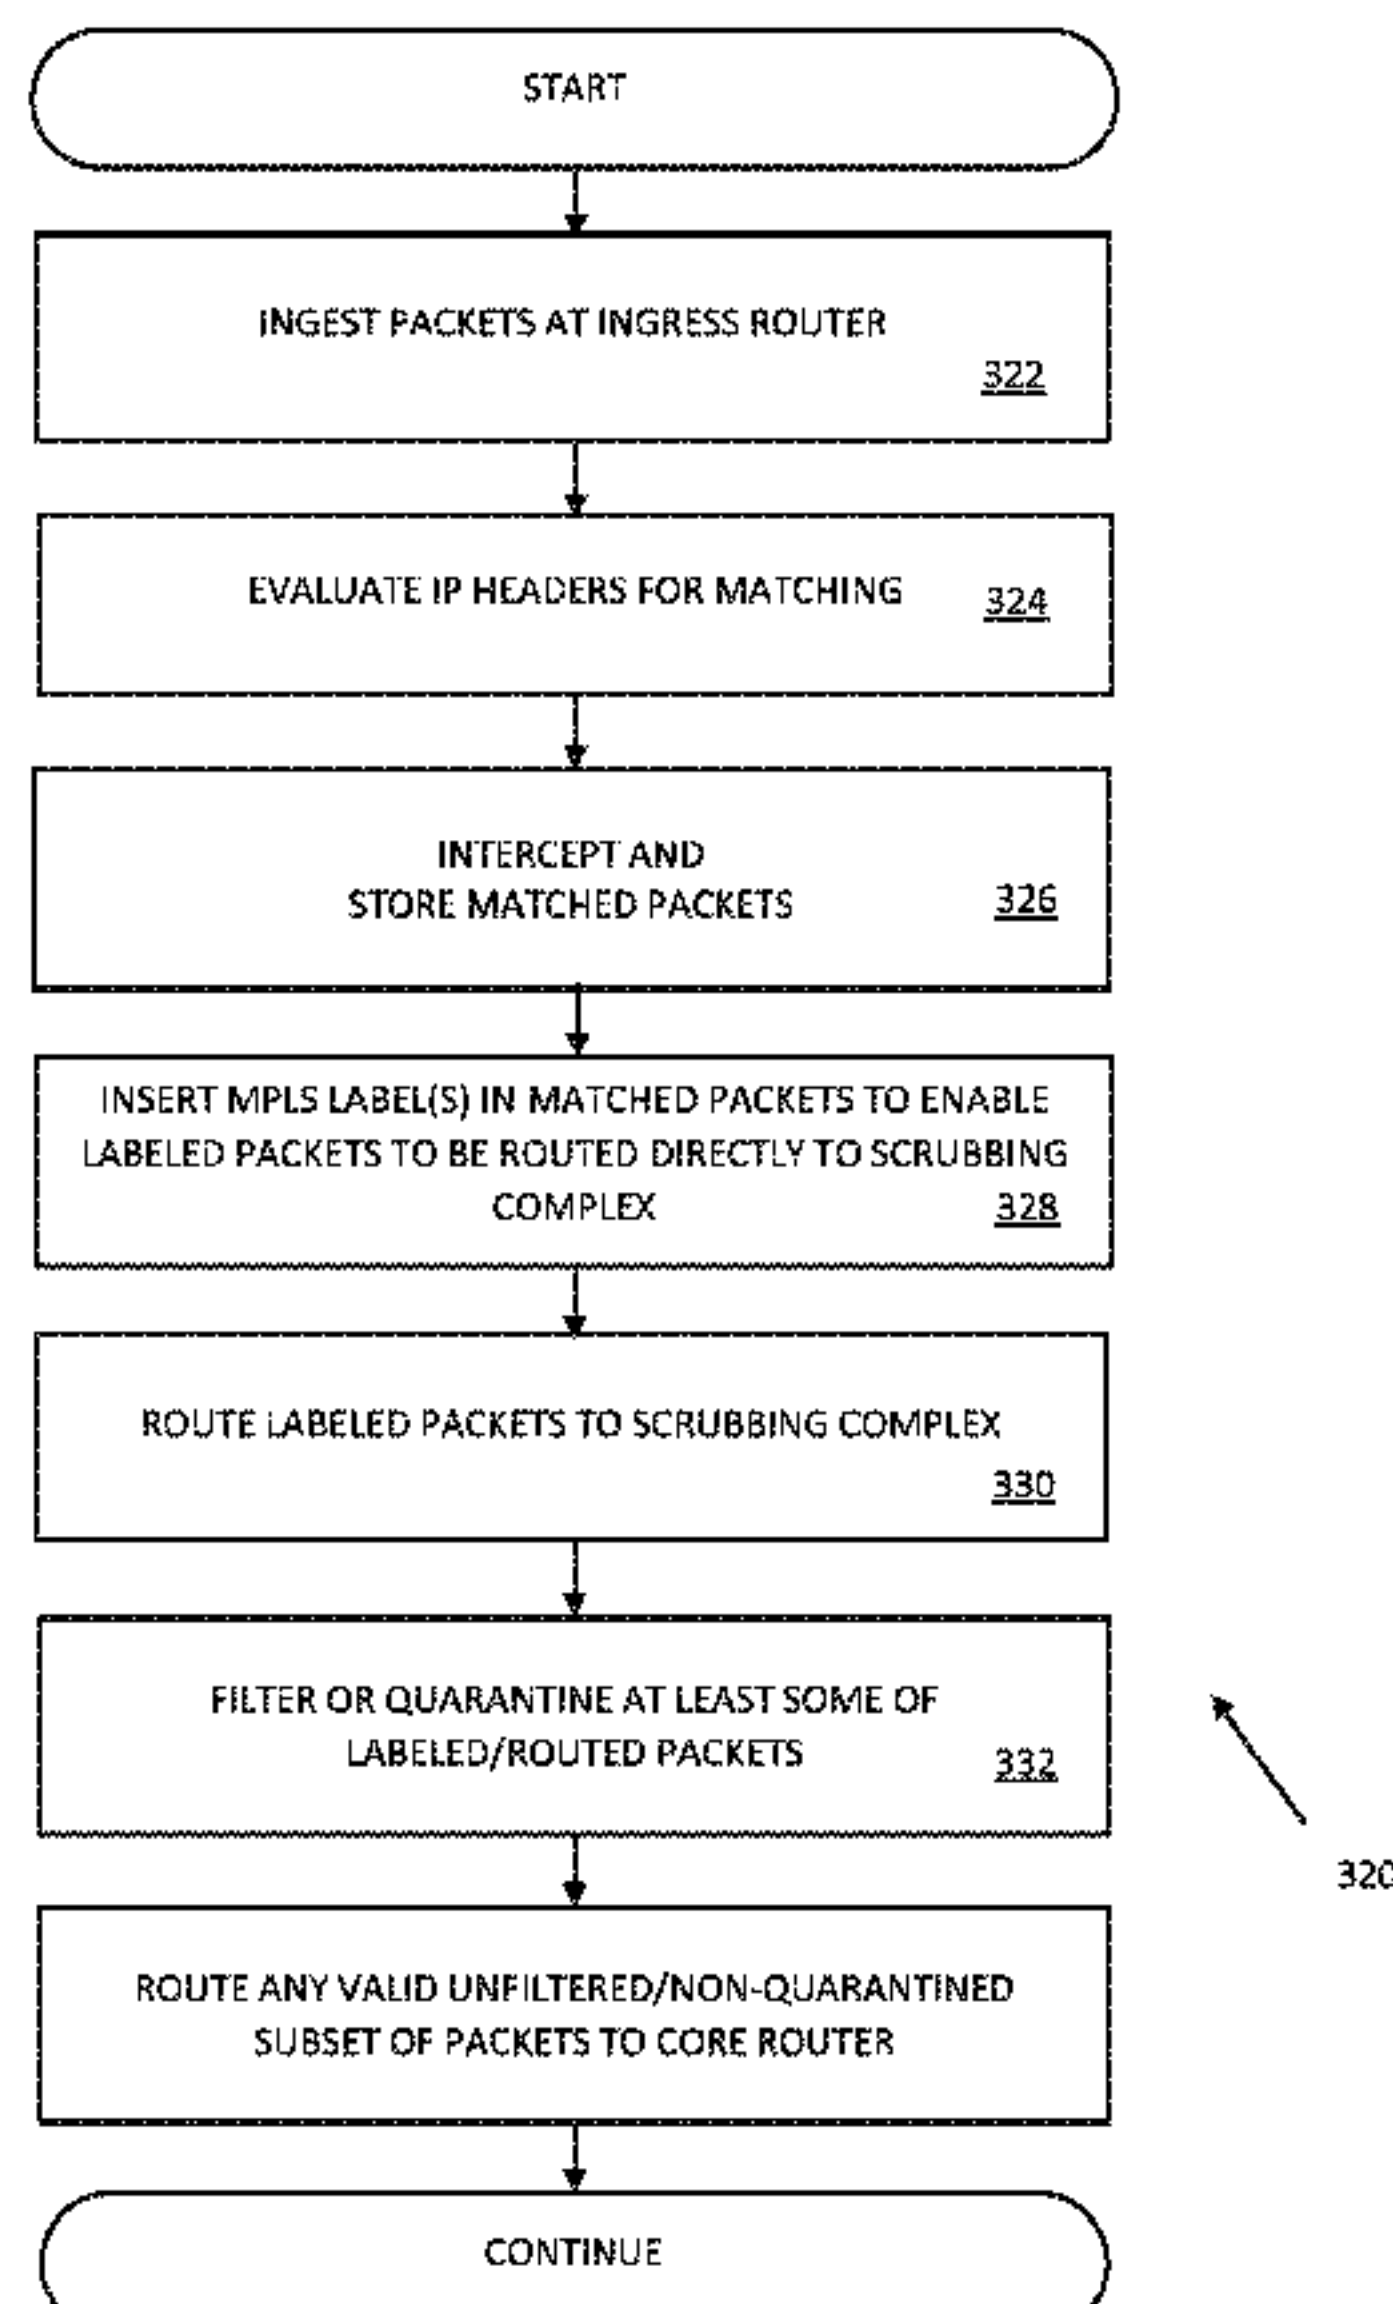 START
INGEST PACKETS AT INGRESS ROUTER
322
EVALUATE IP HEADERS FOR MATCHING
324
INTERCEPT AND
STORE MATCHED PACKETS
326
INSERT MPLS LABEL(S) IN MATCHED PACKETS TO ENABLE
LABELED PACKETS TO BE ROUTED DIRECTLY TO SCRUBBING
COMPLEX
328
ROUTE LABELED PACKETS TO SCRUBBING COMPLEX
330
FILTER OR QUARANTINE AT LEAST SOME OF
LABELED/ROUTED PACKETS
332
320
ROUTE ANY VALID UNFILTERED/NON-QUARANTINED
SUBSET OF PACKETS TO CORE ROUTER
CONTINUE